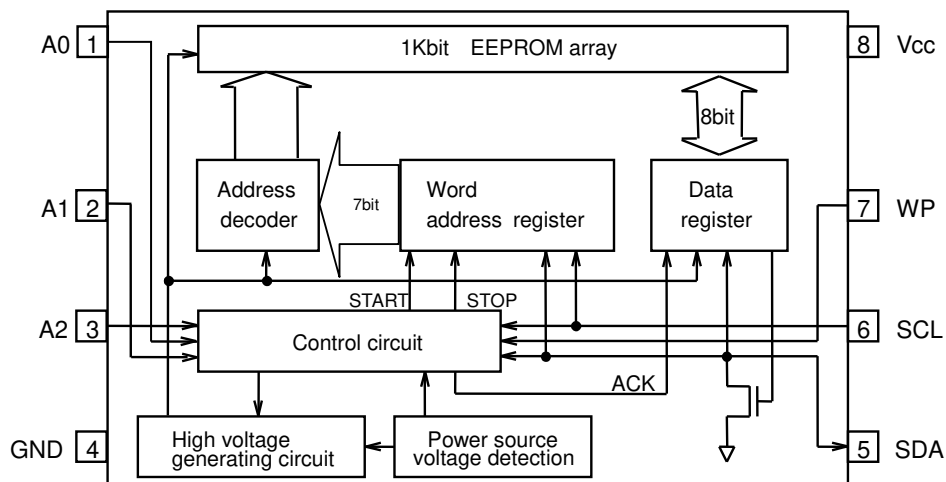 A0 1
1Kbit EEPROM array
8 Vcc
8bit
A1 2
Address
decoder
7bit
Word
address register
Data
register
7 WP
START
STOP
A2 3
Control circuit
6 SCL
ACK
GND 4
High voltage
generating circuit
Power source
voltage detection
5 SDA